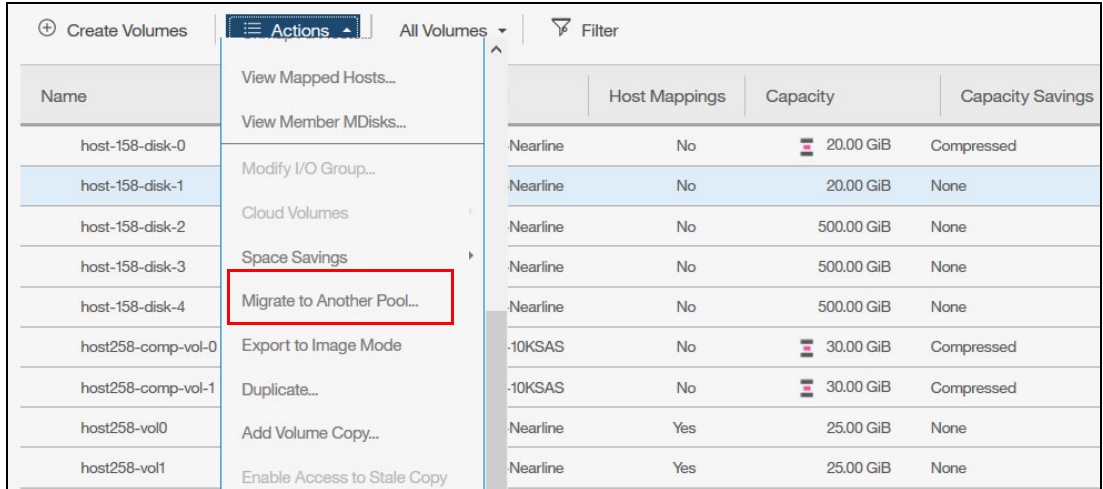 Create Volumes Actions All Volumes Filter
Name Host Mappings Capacity Capacity Savings
View Mapped Hosts...
View Member MDisks...
Modify I/O Group...
Cloud Volumes
Space Savings
Migrate to Another Pool...
Export to Image Mode
Duplicate...
Add Volume Copy...
Enable Access to Stale Copy
host-158-disk-0 -Nearline No 20.00 GiB Compressed
host-158-disk-1 -Nearline No 20.00 GiB None
host-158-disk-2 -Nearline No 500.00 GiB None
host-158-disk-3 -Nearline No 500.00 GiB None
host-158-disk-4 -Nearline No 500.00 GiB None
host258-comp-vol-0 -10KSAS No 30.00 GiB Compressed
host258-comp-vol-1 -10KSAS No 30.00 GiB Compressed
host258-vol0 -Nearline Yes 25.00 GiB None
host258-vol1 -Nearline Yes 25.00 GiB None